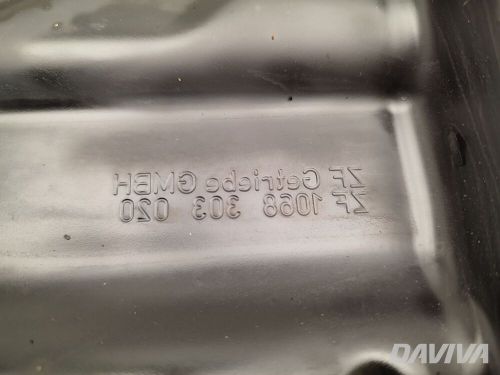 ZF Getriebe GMBH
ZF 1068 303 020
DAVIVA